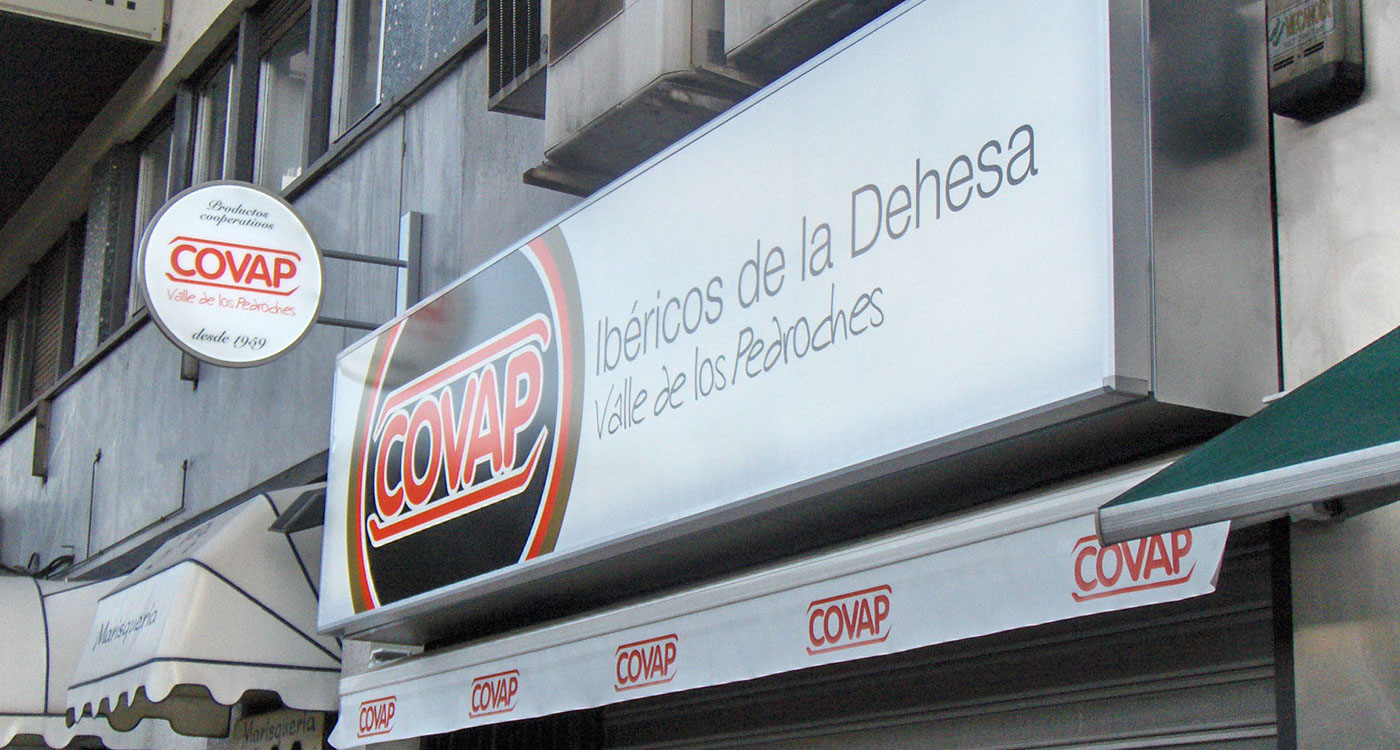 Productos
cooperativos
COVAP
Valle de los Pedroches
desde 1959
COVAP
Ibéricos de la Dehesa
Valle de los Pedroches
Marisquería
COVAP
COVAP
COVAP
COVAP
COVAP
Marisquería